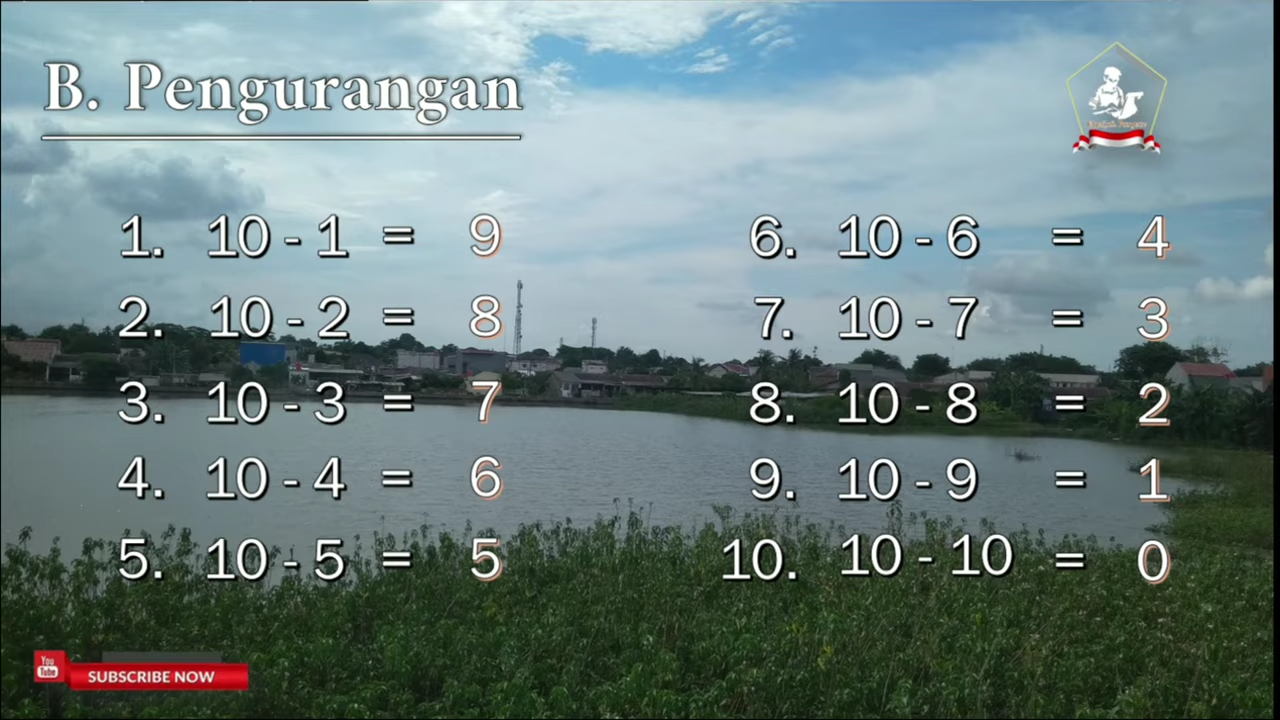 B. Pengurangan
1. 10 - 1 = 9
2. 10 - 2 = 8
3. 10 - 3 = 7
4. 10 - 4 = 6
5. 10 - 5 = 5
6. 10 - 6 = 4
7. 10 - 7 = 3
8. 10 - 8 = 2
9. 10 - 9 = 1
10. 10 - 10 = 0
You
Tube
SUBSCRIBE NOW